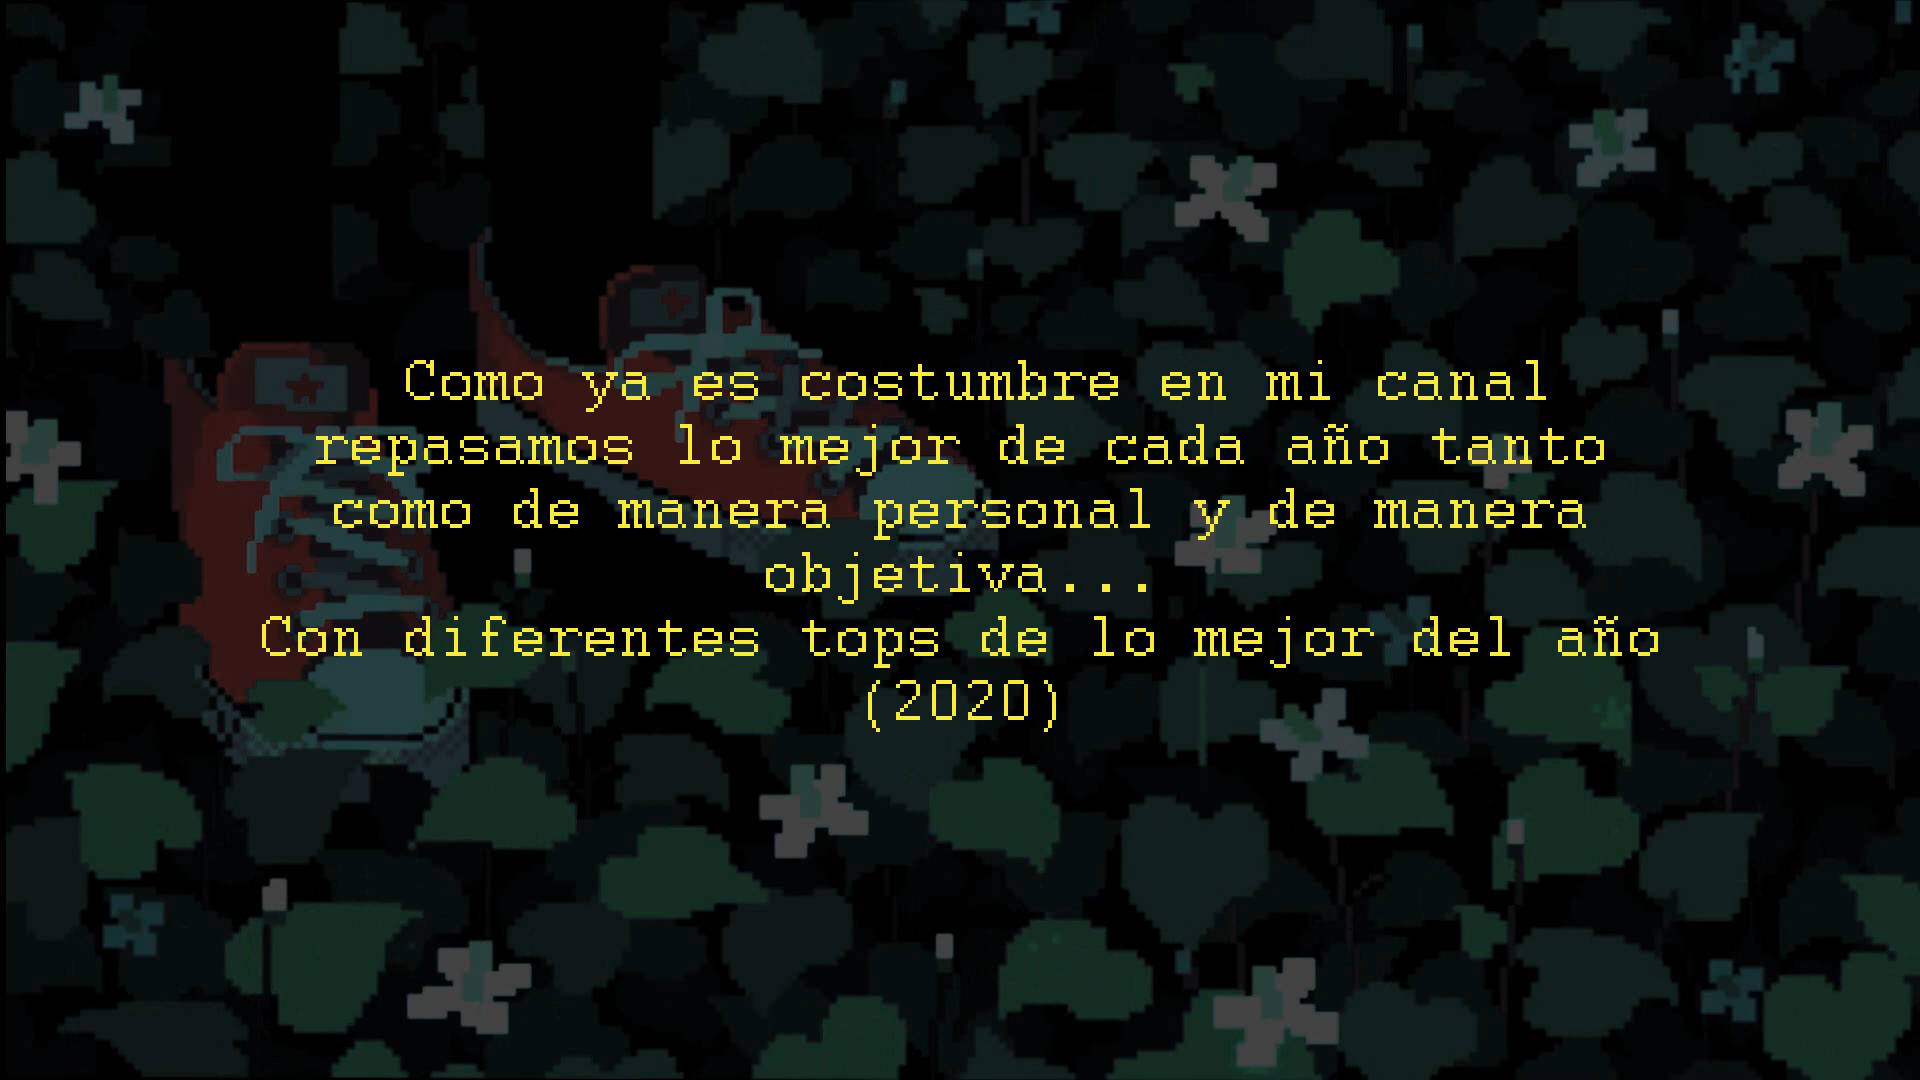 Como ya es costumbre en mi canal
repasamos lo mejor de cada año tanto
como de manera personal y de manera
objetiva...
Con diferentes tops de lo mejor del año
(2020)